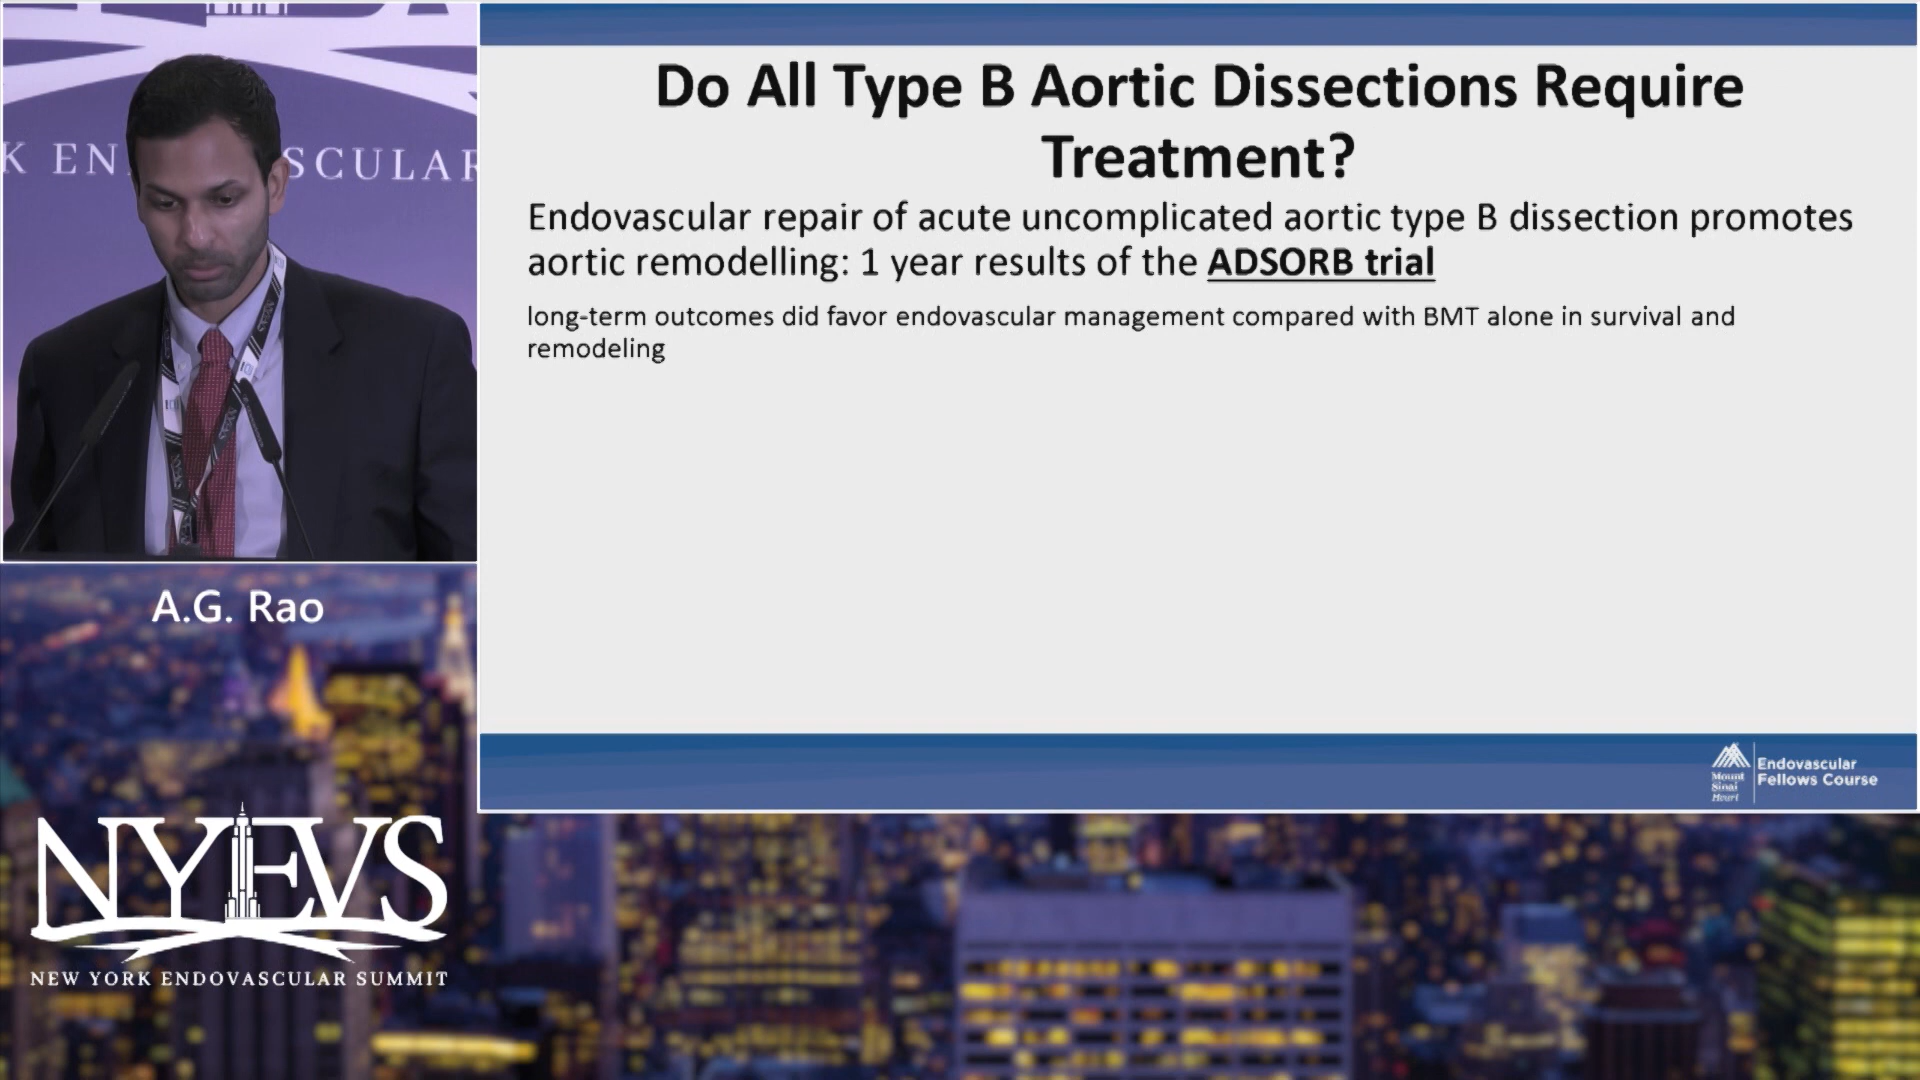 K EN
SCULAR
Do All Type B Aortic Dissections Require
Treatment?
Endovascular repair of acute uncomplicated aortic type B dissection promotes
aortic remodelling: 1 year results of the ADSORB trial
long-term outcomes did favor endovascular management compared with BMT alone in survival and
remodeling
Mount
Sinai
Heart
Endovascular
Fellows Course
A.G. Rao
NYEVS
NEW YORK ENDOVASCULAR SUMMIT